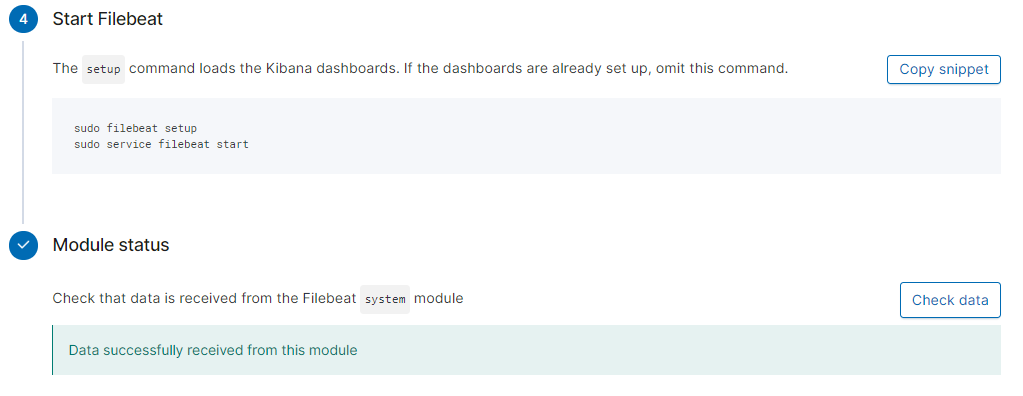 4 Start Filebeat
The setup command loads the Kibana dashboards. If the dashboards are already set up, omit this command.
Copy snippet
sudo filebeat setup
sudo service filebeat start
Module status
Check that data is received from the Filebeat system module
Check data
Data successfully received from this module